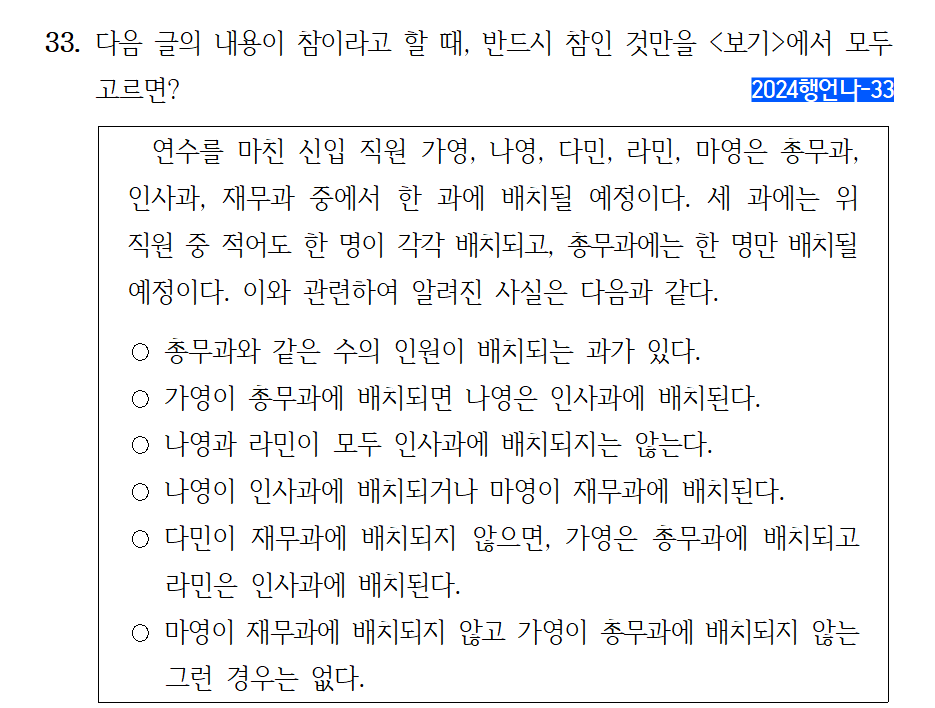 33. 다음 글의 내용이 참이라고 할 때, 반드시 참인 것만을 <보기>에서 모두
고르면?
2024행언나-33
연수를 마친 신입 직원 가영, 나영, 다민, 라민, 마영은 총무과,
인사과, 재무과 중에서 한 과에 배치될 예정이다. 세 과에는 위
직원 중 적어도 한 명이 각각 배치되고, 총무과에는 한 명만 배치될
예정이다. 이와 관련하여 알려진 사실은 다음과 같다.
○ 총무과와 같은 수의 인원이 배치되는 과가 있다.
○ 가영이 총무과에 배치되면 나영은 인사과에 배치된다.
○ 나영과 라민이 모두 인사과에 배치되지는 않는다.
○ 나영이 인사과에 배치되거나 마영이 재무과에 배치된다.
○ 다민이 재무과에 배치되지 않으면, 가영은 총무과에 배치되고
라민은 인사과에 배치된다.
○ 마영이 재무과에 배치되지 않고 가영이 총무과에 배치되지 않는
그런 경우는 없다.